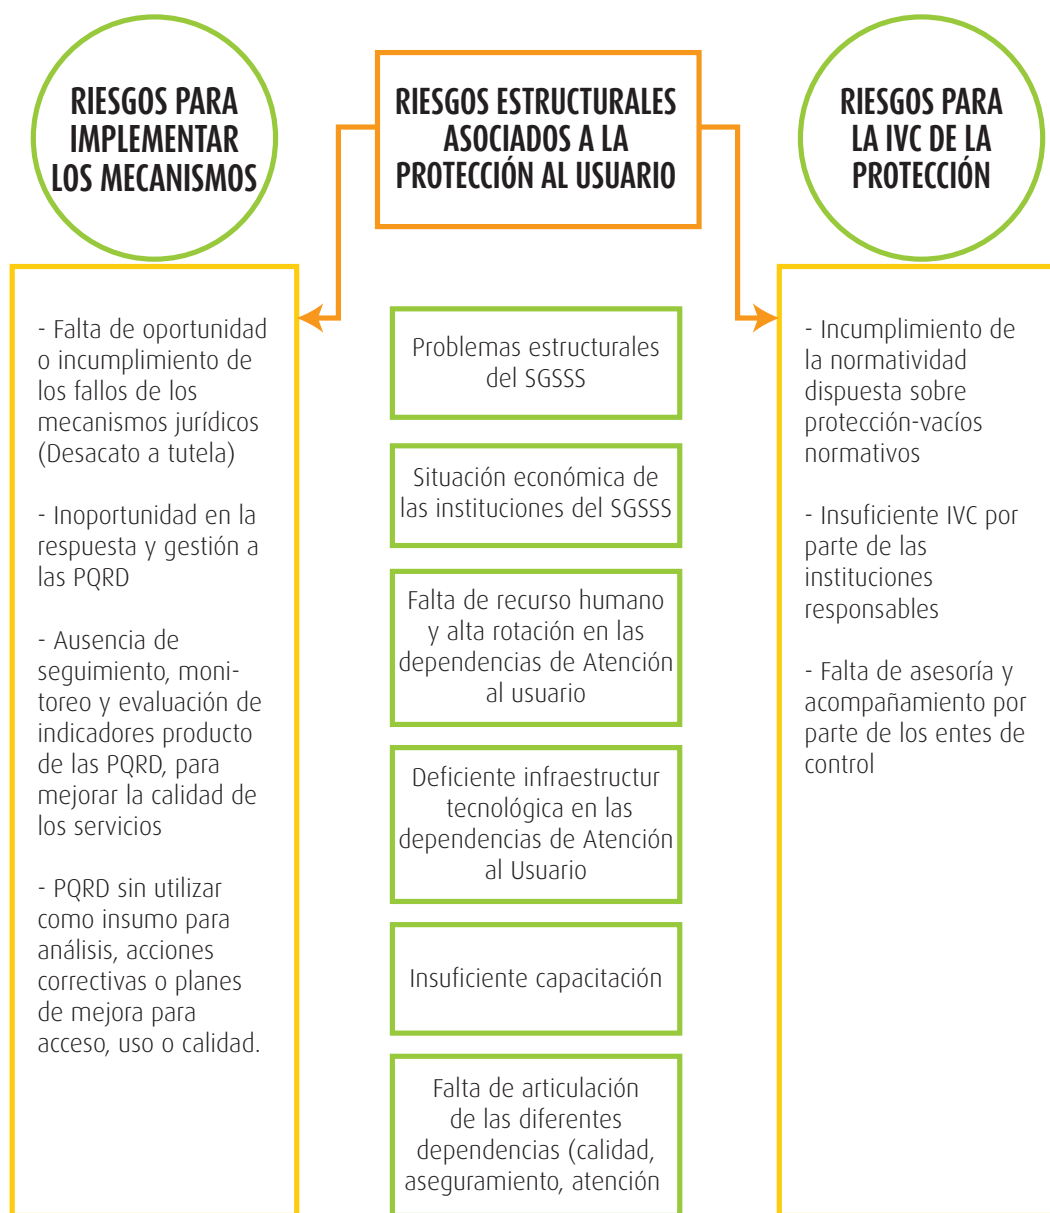 RIESGOS PARA
IMPLEMENTAR
LOS MECANISMOS
- Falta de oportunidad
o incumplimiento de
los fallos de los
mecanismos jurídicos
(Desacato a tutela)
- Inoportunidad en la
respuesta y gestión a
las PQRD
- Ausencia de
seguimiento, moni-
toreo y evaluación de
indicadores producto
de las PQRD, para
mejorar la calidad de
los servicios
- PQRD sin utilizar
como insumo para
análisis, acciones
correctivas o planes
de mejora para
acceso, uso o calidad.
RIESGOS ESTRUCTURALES
ASOCIADOS A LA
PROTECCIÓN AL USUARIO
Problemas estructurales
del SGSSS
Situación económica de
las instituciones del SGSSS
Falta de recurso humano
y alta rotación en las
dependencias de Atención
al usuario
Deficiente infraestructur
tecnológica en las
dependencias de Atención
al Usuario
Insuficiente capacitación
Falta de articulación
de las diferentes
dependencias (calidad,
aseguramiento, atención
RIESGOS PARA
LA IVC DE LA
PROTECCIÓN
- Incumplimiento de
la normatividad
dispuesta sobre
protección-vacíos
normativos
- Insuficiente IVC por
parte de las
instituciones
responsables
- Falta de asesoría y
acompañamiento por
parte de los entes de
control